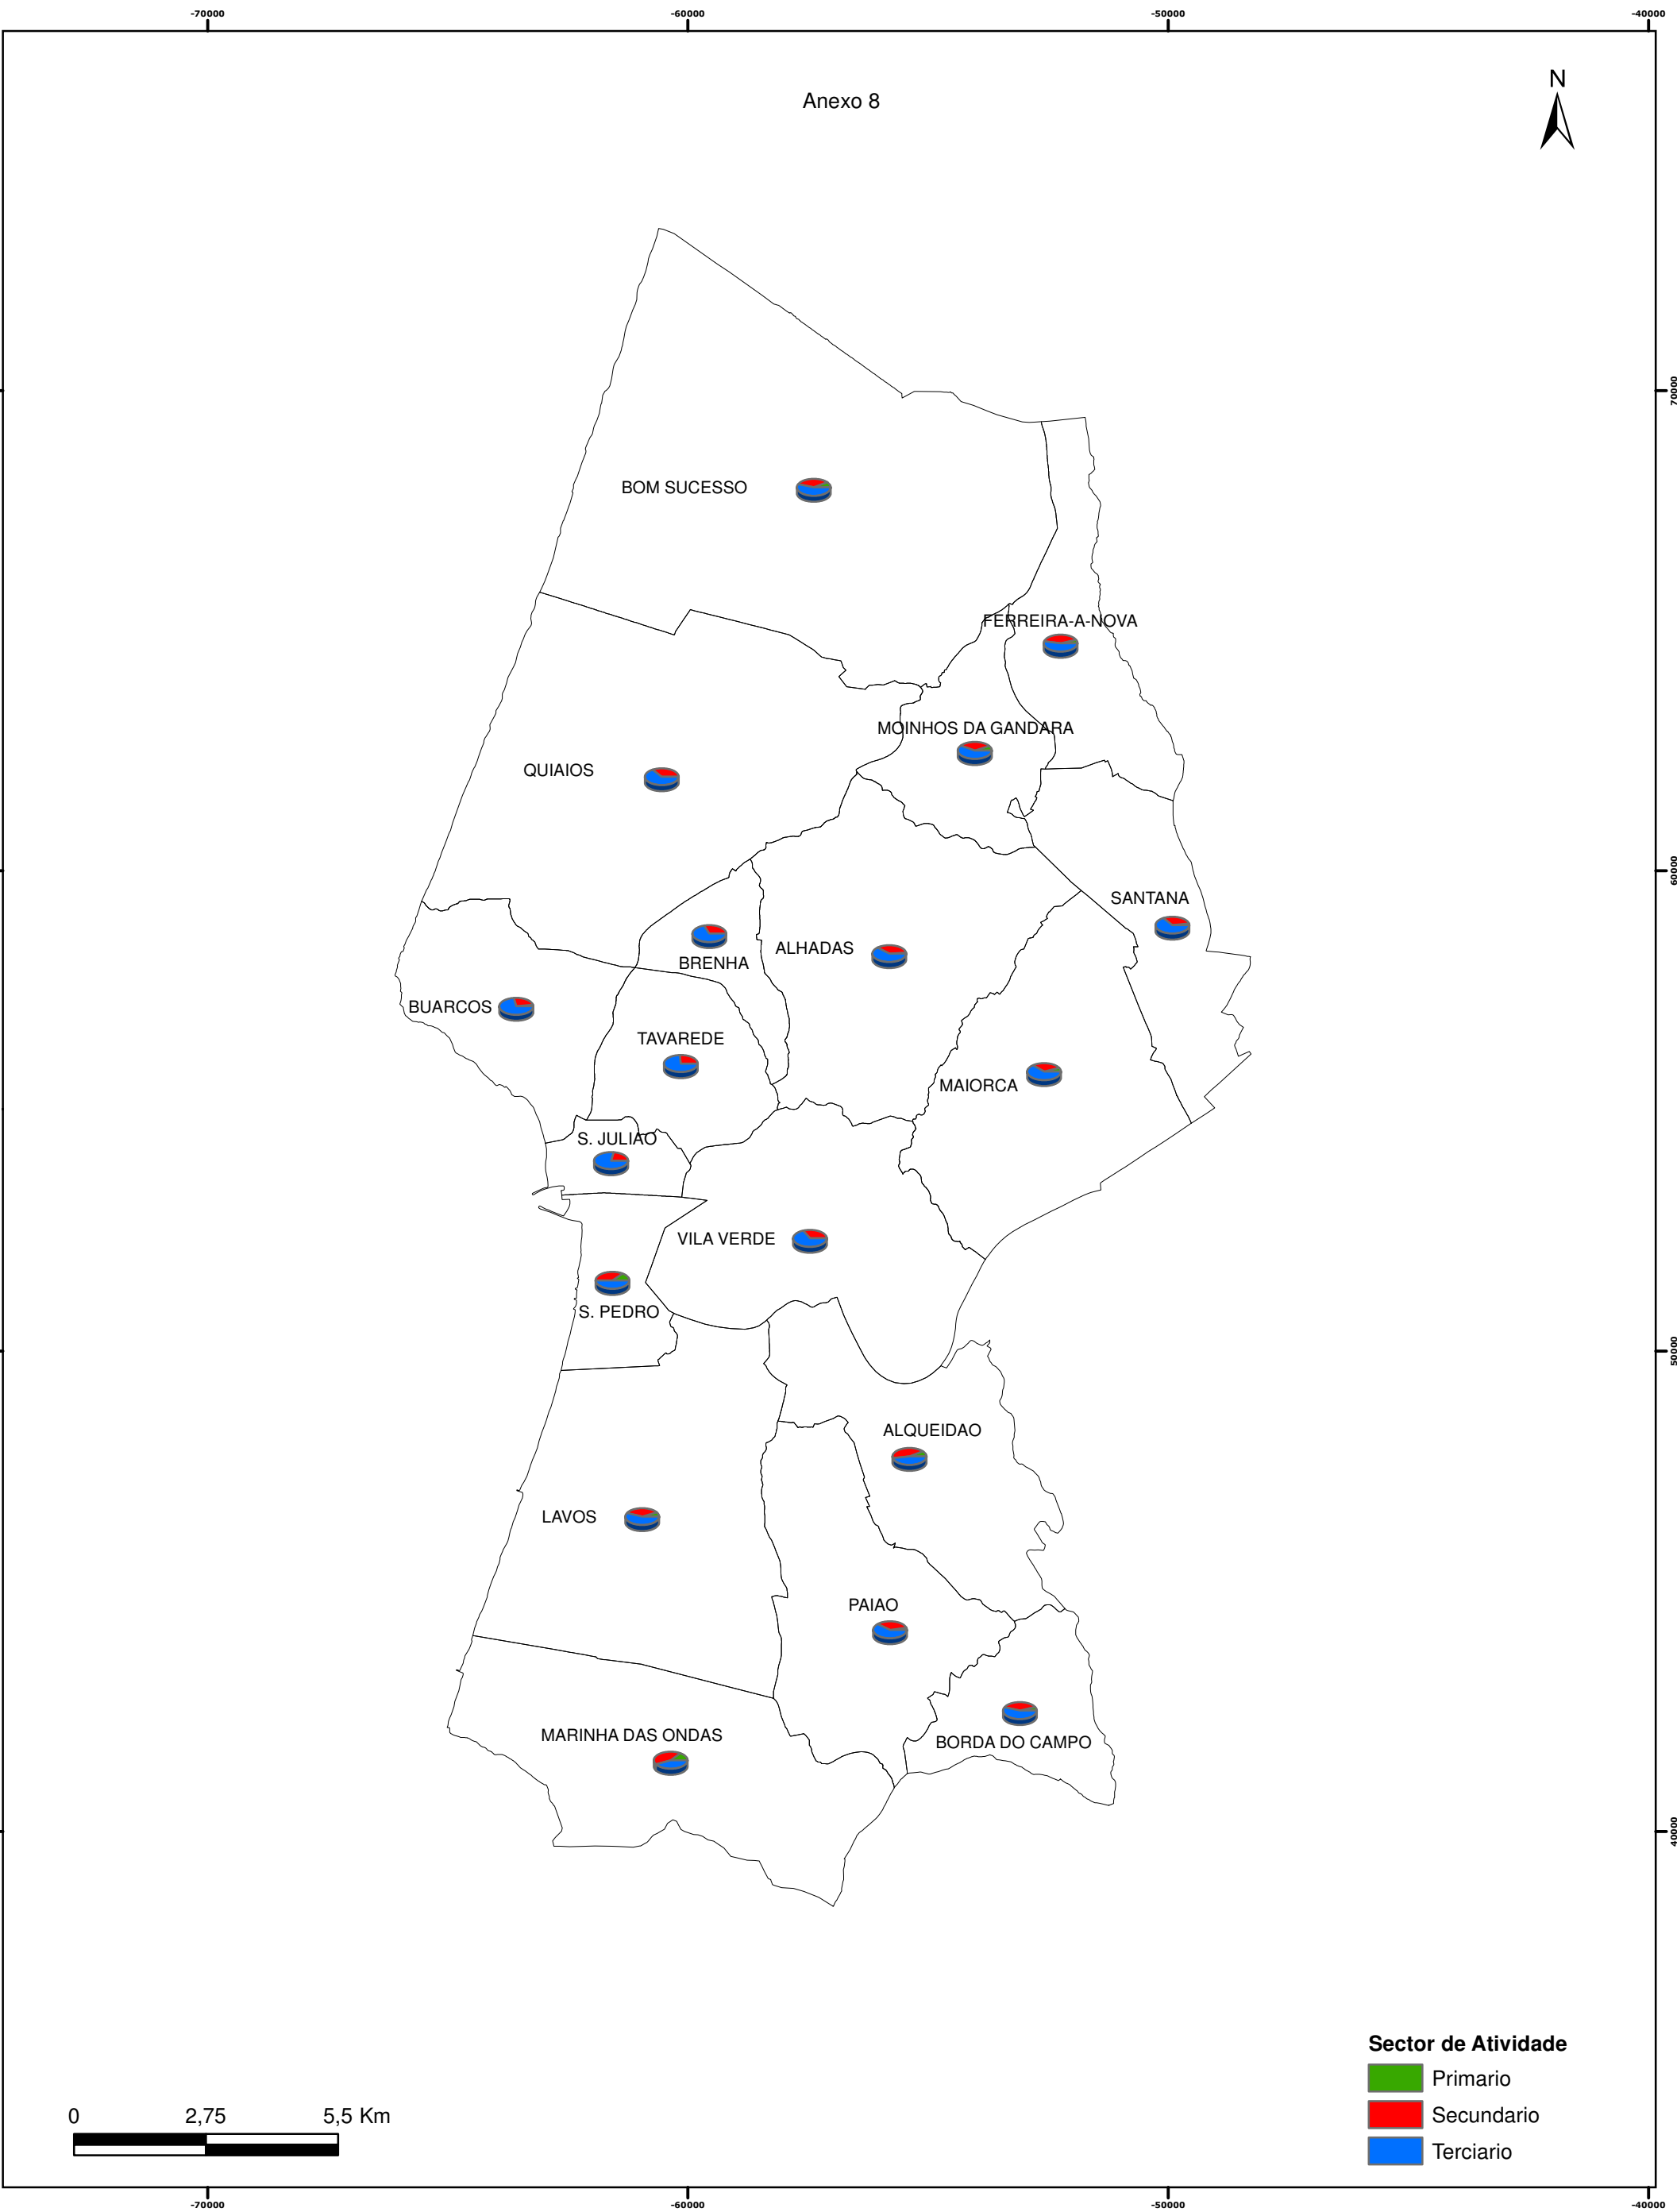 -70000
-60000
-50000
-40000
Anexo 8
N
70000
BOM SUCESSO
FERREIRA-A-NOVA
MOINHOS DA GANDARA
QUIAIOS
60000
SANTANA
ALHADAS
BRENHA
BUARCOS
TAVAREDE
MAIORCA
S. JULIAO
VILA VERDE
S. PEDRO
50000
ALQUEIDAO
LAVOS
PAIAO
MARINHA DAS ONDAS
BORDA DO CAMPO
40000
Sector de Atividade
Primario
Secundario
Terciario
0 2,75 5,5 Km
-70000
-60000
-50000
-40000